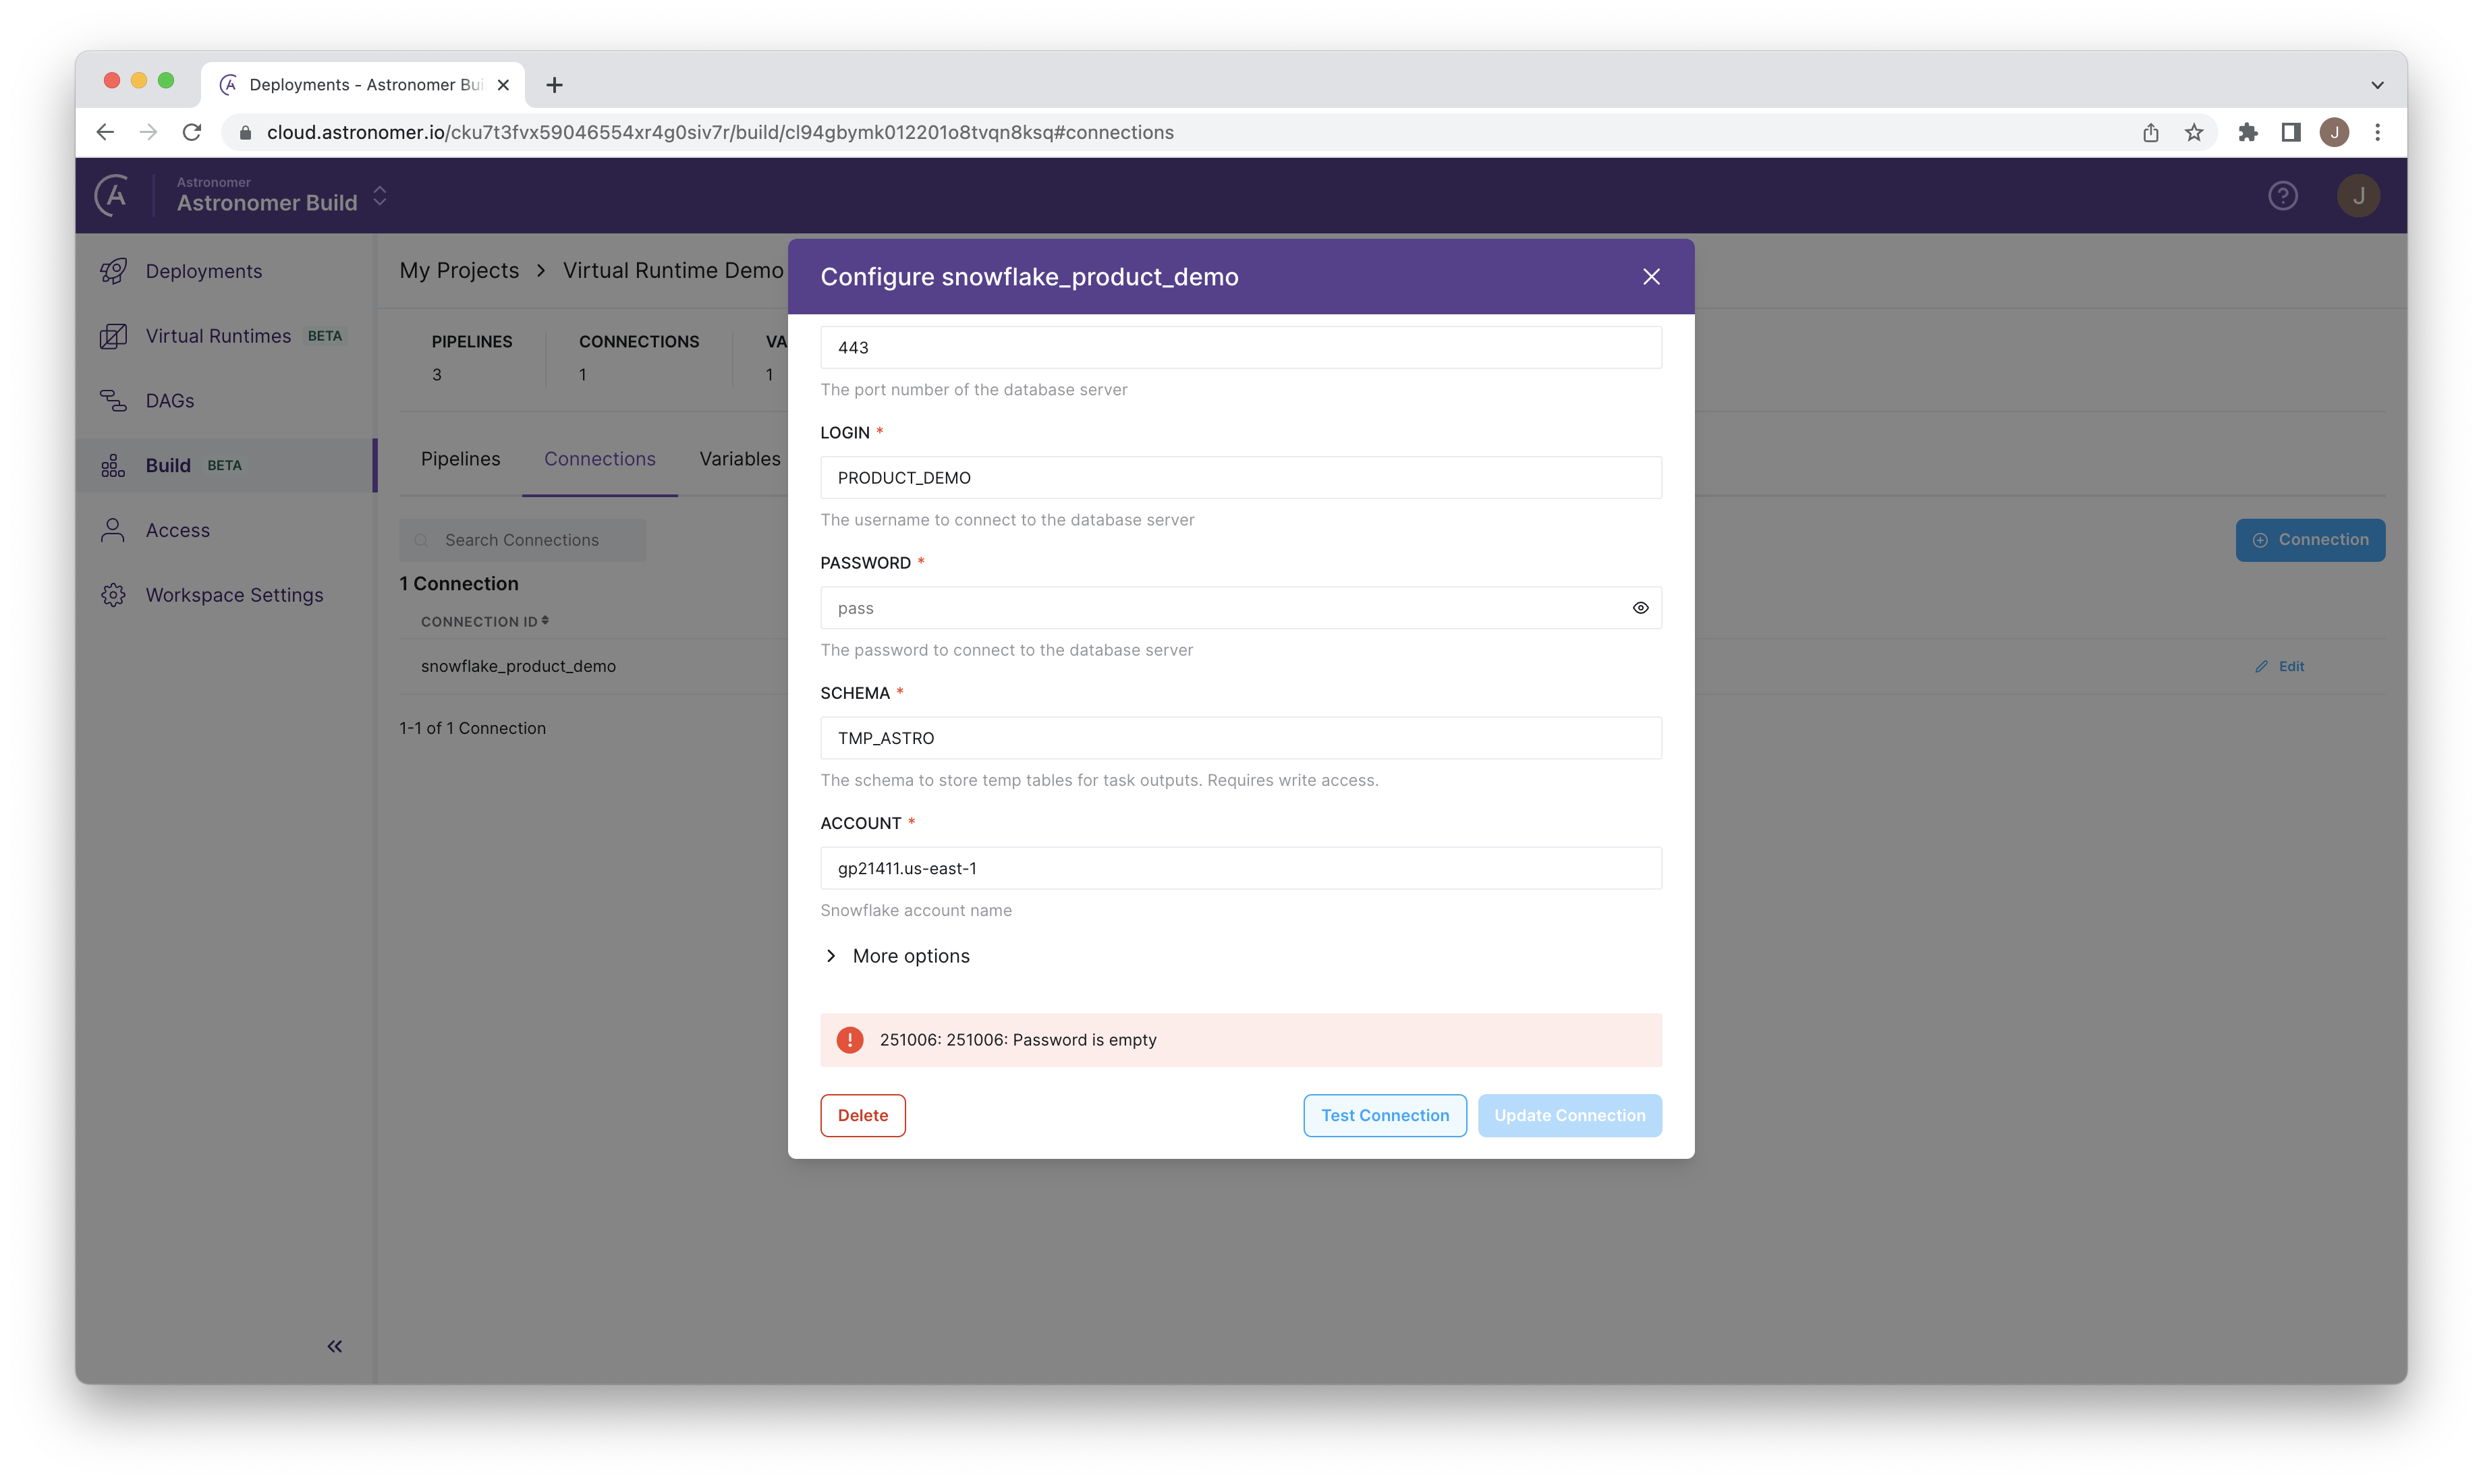 Deployments - Astronomer Bui
cloud.astronomer.io/cku7t3fvx59046554xr4g0siv7r/build/cl94gbymk012201o8tvqn8ksq#connections
J
Astronomer
Astronomer Build
J
Deployments
Virtual Runtimes BETA
DAGs
Build BETA
Access
Workspace Settings
My Projects > Virtual Runtime Demo
PIPELINES
3
CONNECTIONS
1
VA
1
Pipelines
Connections
Variables
Search Connections
Connection
1 Connection
CONNECTION ID
snowflake_product_demo
Edit
1-1 of 1 Connection
Configure snowflake_product_demo
443
The port number of the database server
LOGIN *
PRODUCT_DEMO
The username to connect to the database server
PASSWORD *
pass
The password to connect to the database server
SCHEMA *
TMP_ASTRO
The schema to store temp tables for task outputs. Requires write access.
ACCOUNT *
gp21411.us-east-1
Snowflake account name
More options
251006: 251006: Password is empty
Delete
Test Connection
Update Connection